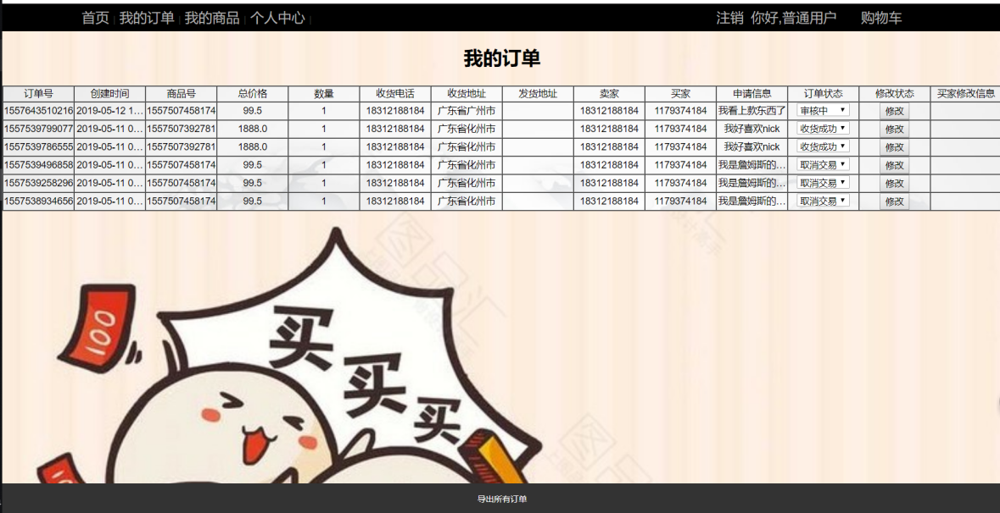 首页 | 我的订单 | 我的商品 | 个人中心 | 注销 你好,普通用户 购物车
我的订单
订单号 创建时间 商品号 总价格 数量 收货电话 收货地址 发货地址 卖家 买家 申请信息 订单状态 修改状态 买家修改信息
1557643510216 2019-05-12 1... 1557507458174 99.5 1 18312188184 广东省广州市 18312188184 1179374184 我看上款东西了 审核中 修改
1557539799077 2019-05-11 0... 1557507392781 1888.0 1 18312188184 广东省化州市 18312188184 1179374184 我好喜欢nick 收货成功 修改
1557539786555 2019-05-11 0... 1557507392781 1888.0 1 18312188184 广东省化州市 18312188184 1179374184 我好喜欢nick 收货成功 修改
1557539496858 2019-05-11 0... 1557507458174 99.5 1 18312188184 广东省化州市 18312188184 1179374184 我是詹姆斯的... 取消交易 修改
1557539258296 2019-05-11 0... 1557507458174 99.5 1 18312188184 广东省化州市 18312188184 1179374184 我是詹姆斯的... 取消交易 修改
1557538934656 2019-05-11 0... 1557507458174 99.5 1 18312188184 广东省化州市 18312188184 1179374184 我是詹姆斯的... 取消交易 修改
图品汇
买
100
买
买
图品
导出所有订单